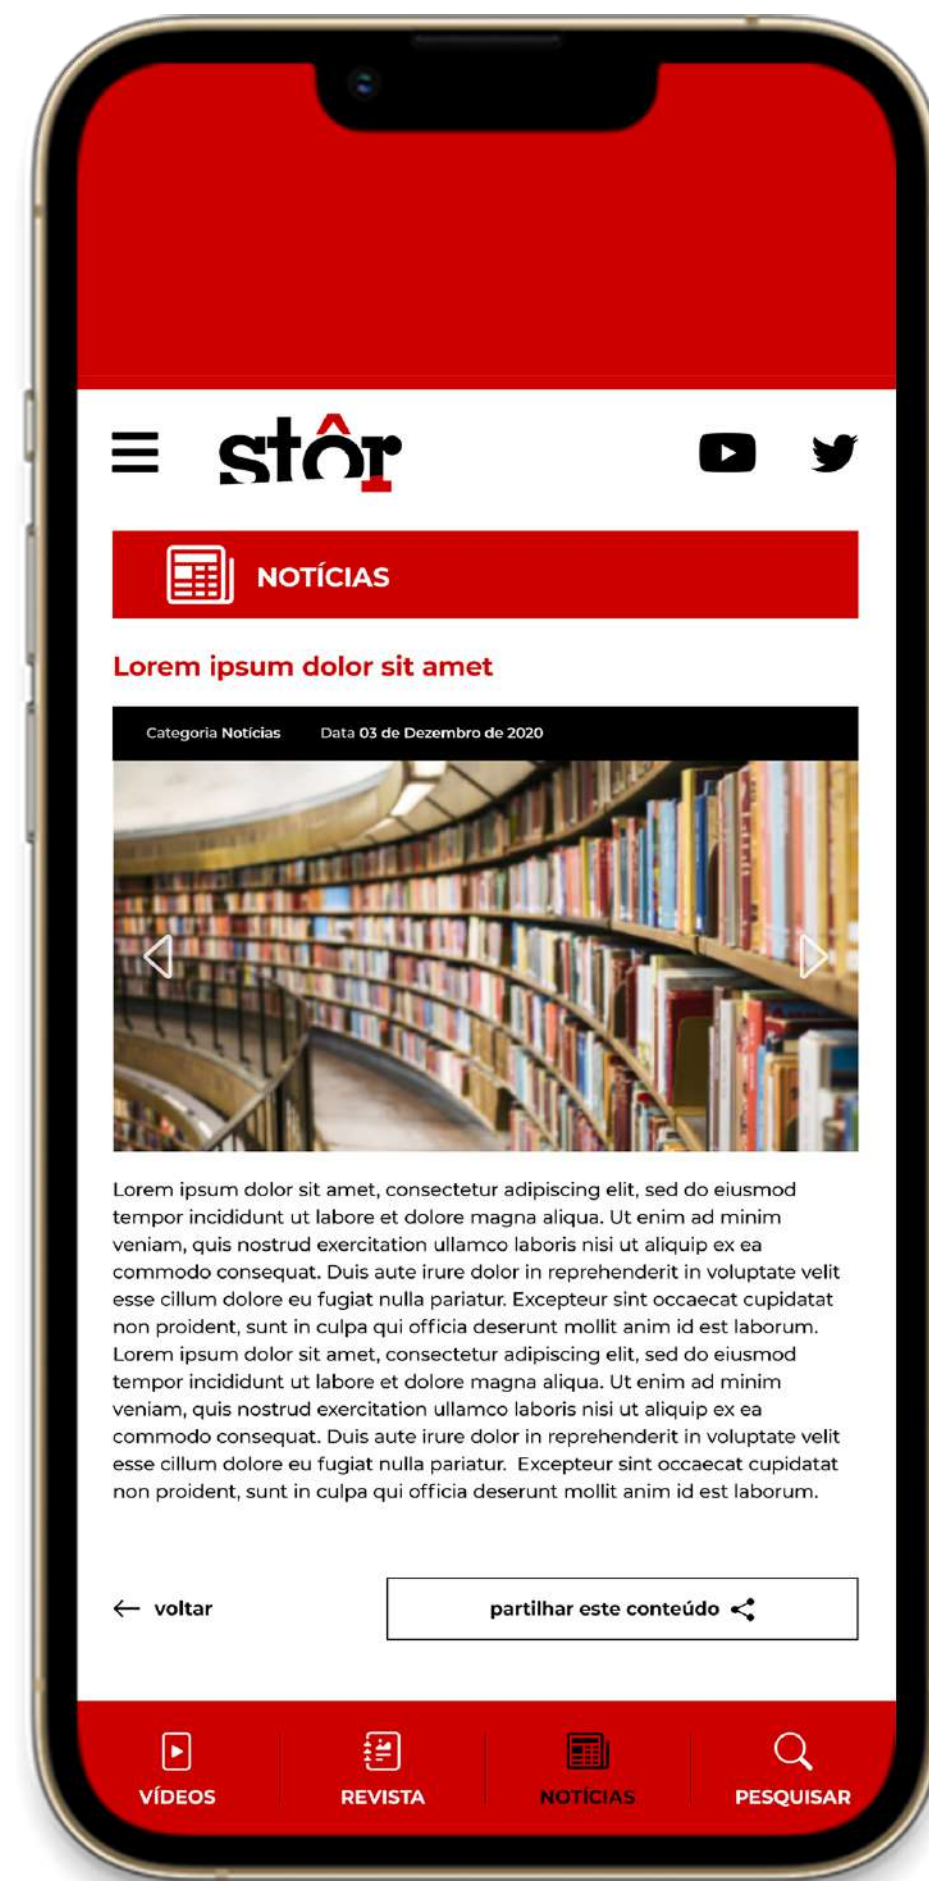 stôr
NOTÍCIAS
Lorem ipsum dolor sit amet
Categoria Notícias Data 03 de Dezembro de 2020
Lorem ipsum dolor sit amet, consectetur adipiscing elit, sed do eiusmod
tempor incididunt ut labore et dolore magna aliqua. Ut enim ad minim
veniam, quis nostrud exercitation ullamco laboris nisi ut aliquip ex ea
commodo consequat. Duis aute irure dolor in reprehenderit in voluptate velit
esse cillum dolore eu fugiat nulla pariatur. Excepteur sint occaecat cupidatat
non proident, sunt in culpa qui officia deserunt mollit anim id est laborum.
Lorem ipsum dolor sit amet, consectetur adipiscing elit, sed do eiusmod
tempor incididunt ut labore et dolore magna aliqua. Ut enim ad minim
veniam, quis nostrud exercitation ullamco laboris nisi ut aliquip ex ea
commodo consequat. Duis aute irure dolor in reprehenderit in voluptate velit
esse cillum dolore eu fugiat nulla pariatur. Excepteur sint occaecat cupidatat
non proident, sunt in culpa qui officia deserunt mollit anim id est laborum.
← voltar partilhar este conteúdo
VÍDEOS REVISTA NOTÍCIAS PESQUISAR